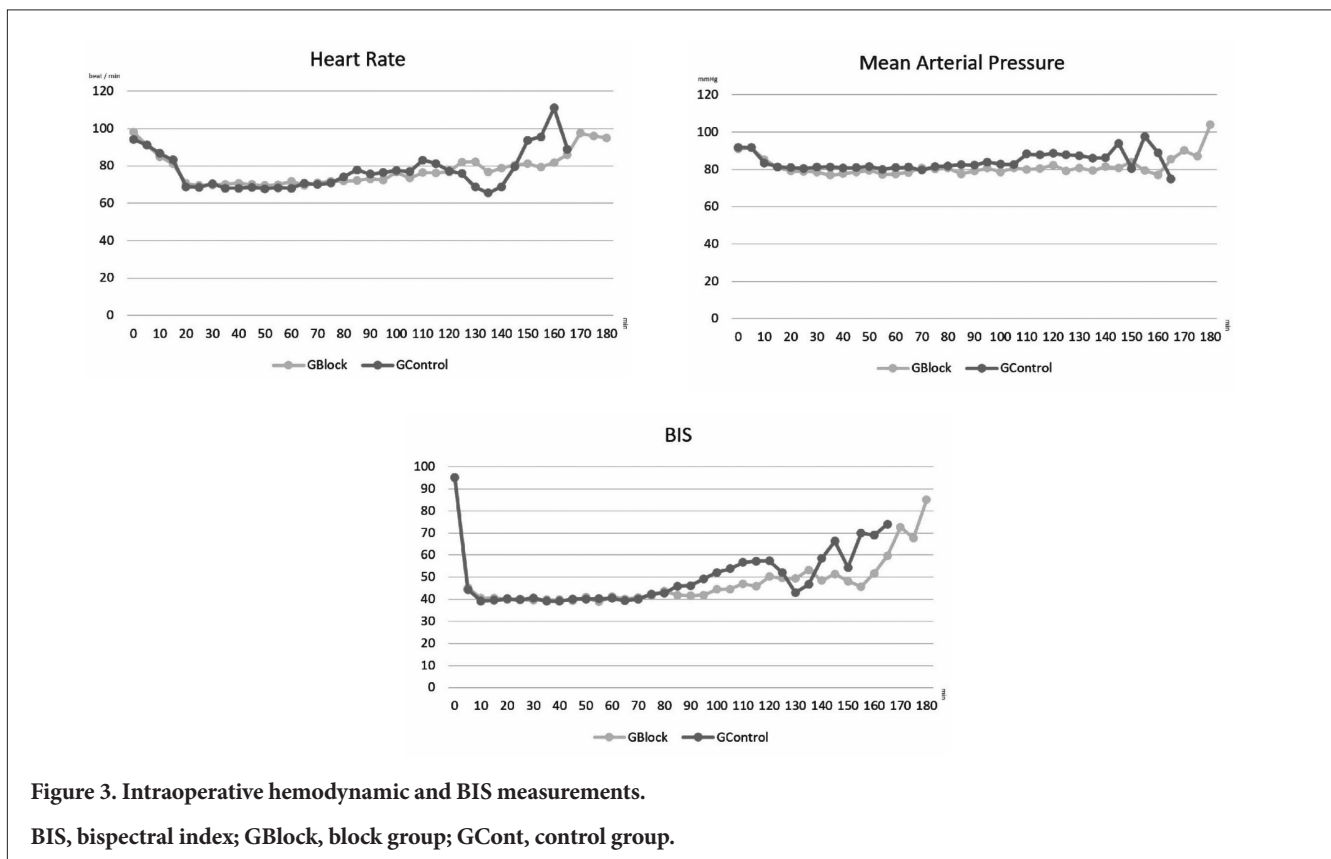 Heart Rate
beat / min
120
100
80
60
40
20
0
0 10 20 30 40 50 60 70 80 90 100 110 120 130 140 150 160 170 180
min
GBlock GControl
Mean Arterial Pressure
mmHg
120
100
80
60
40
20
0
0 10 20 30 40 50 60 70 80 90 100 110 120 130 140 150 160 170 180
min
GBlock GControl
BIS
100
90
80
70
60
50
40
30
20
10
0
0 10 20 30 40 50 60 70 80 90 100 110 120 130 140 150 160 170 180
min
GBlock GControl
Figure 3. Intraoperative hemodynamic and BIS measurements.
BIS, bispectral index; GBlock, block group; GCont, control group.